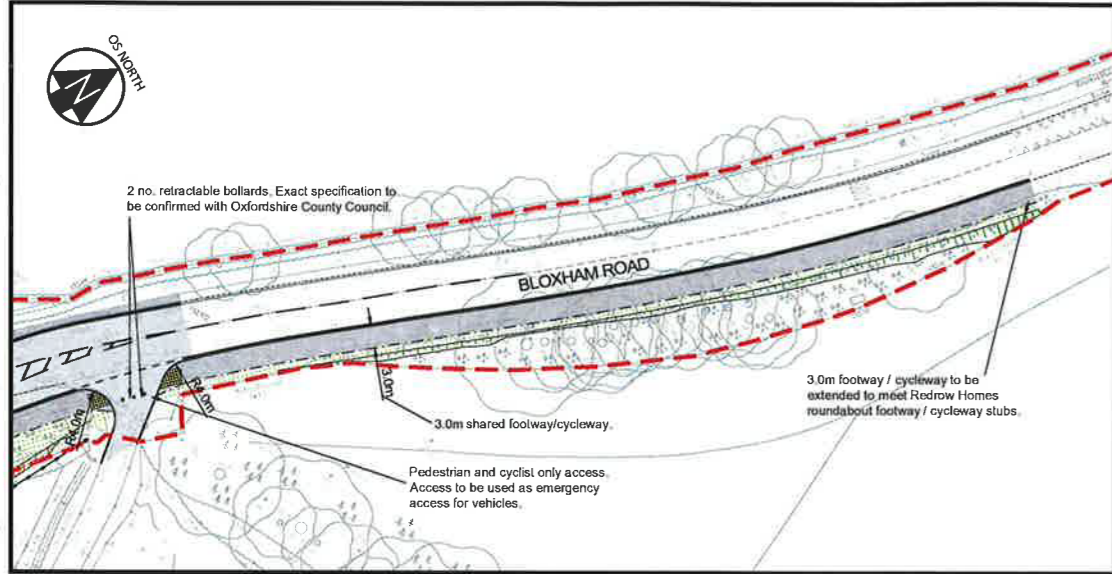 OS NORTH
N
2 no. retractable bollards. Exact specification to
be confirmed with Oxfordshire County Council.
BLOXHAM ROAD
R4.0m
R4.0m
3.0m
3.0m shared footway/cycleway.
3.0m footway / cycleway to be
extended to meet Redrow Homes
roundabout footway / cycleway stubs.
Pedestrian and cyclist only access.
Access to be used as emergency
access for vehicles.